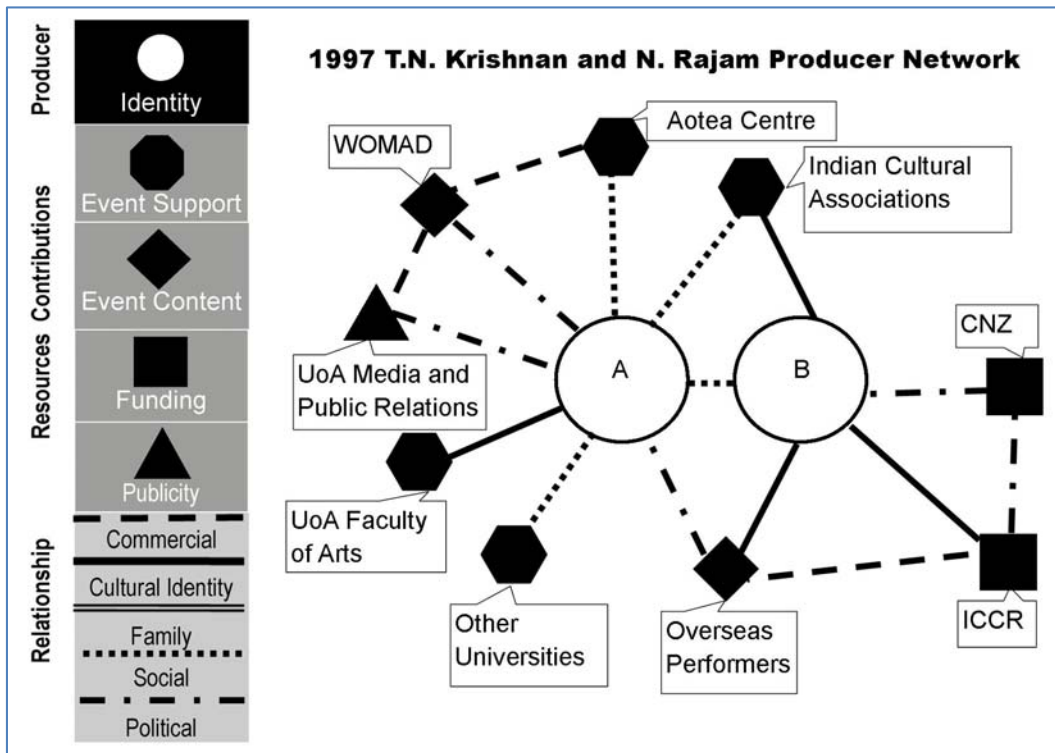 Producer
Identity
Contributions
Event Support
Event Content
Resources
Funding
Publicity
Relationship
Commercial
Cultural Identity
Family
Social
Political
1997 T.N. Krishnan and N. Rajam Producer Network
WOMAD
Aotea Centre
Indian Cultural
Associations
A
B
CNZ
UoA Media and
Public Relations
UoA Faculty
of Arts
Other
Universities
Overseas
Performers
ICCR